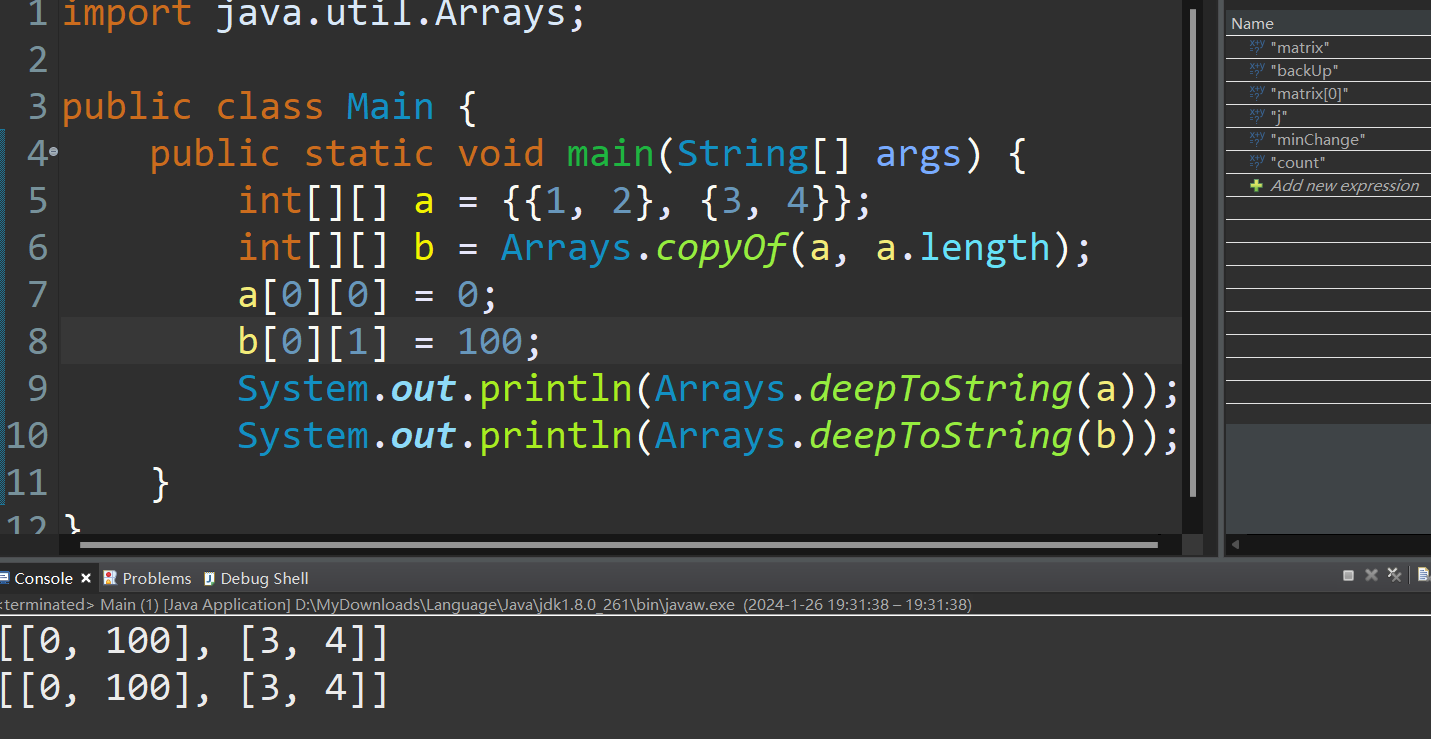 1 import java.util.Arrays;
2
3 public class Main {
4 public static void main(String[] args) {
5 int[][] a = {{1, 2}, {3, 4}};
6 int[][] b = Arrays.copyOf(a, a.length);
7 a[0][0] = 0;
8 b[0][1] = 100;
9 System.out.println(Arrays.deepToString(a));
10 System.out.println(Arrays.deepToString(b));
11 }
12 }
Name
"matrix"
"backUp"
"matrix[0]"
"j"
"minChange"
"count"
Add new expression
Console Problems Debug Shell
<terminated> Main (1) [Java Application] D:\MyDownloads\Language\Java\jdk1.8.0_261\bin\javaw.exe (2024-1-26 19:31:38 – 19:31:38)
[[0, 100], [3, 4]]
[[0, 100], [3, 4]]